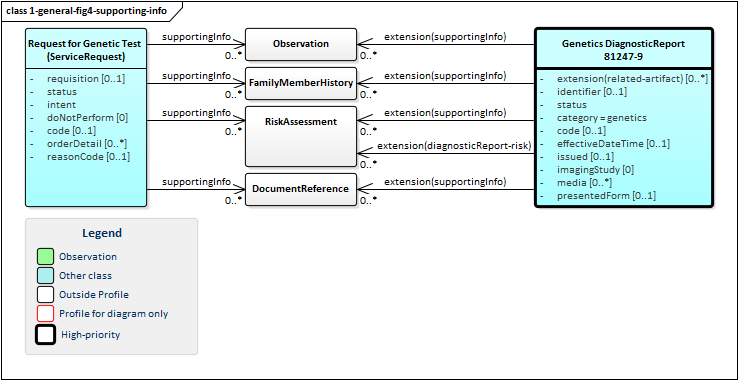 class 1-general-fig4-supporting-info
Request for Genetic Test
(ServiceRequest)
- requisition [0..1]
- status
- intent
- doNotPerform [0]
- code [0..1]
- orderDetail [0..*]
- reasonCode [0..1]
supportingInfo
0..*
supportingInfo
0..*
supportingInfo
0..*
supportingInfo
0..*
Observation
FamilyMemberHistory
RiskAssessment
DocumentReference
extension(supportingInfo)
0..*
extension(supportingInfo)
0..*
extension(supportingInfo)
0..*
extension(diagnosticReport-risk)
0..*
extension(supportingInfo)
0..*
Genetics DiagnosticReport
81247-9
- extension(related-artifact) [0..*]
- identifier [0..1]
- status
- category = genetics
- code [0..1]
- effectiveDateTime [0..1]
- issued [0..1]
- imagingStudy [0]
- media [0..*]
- presentedForm [0..1]
Legend
Observation
Other class
Outside Profile
Profile for diagram only
High-priority